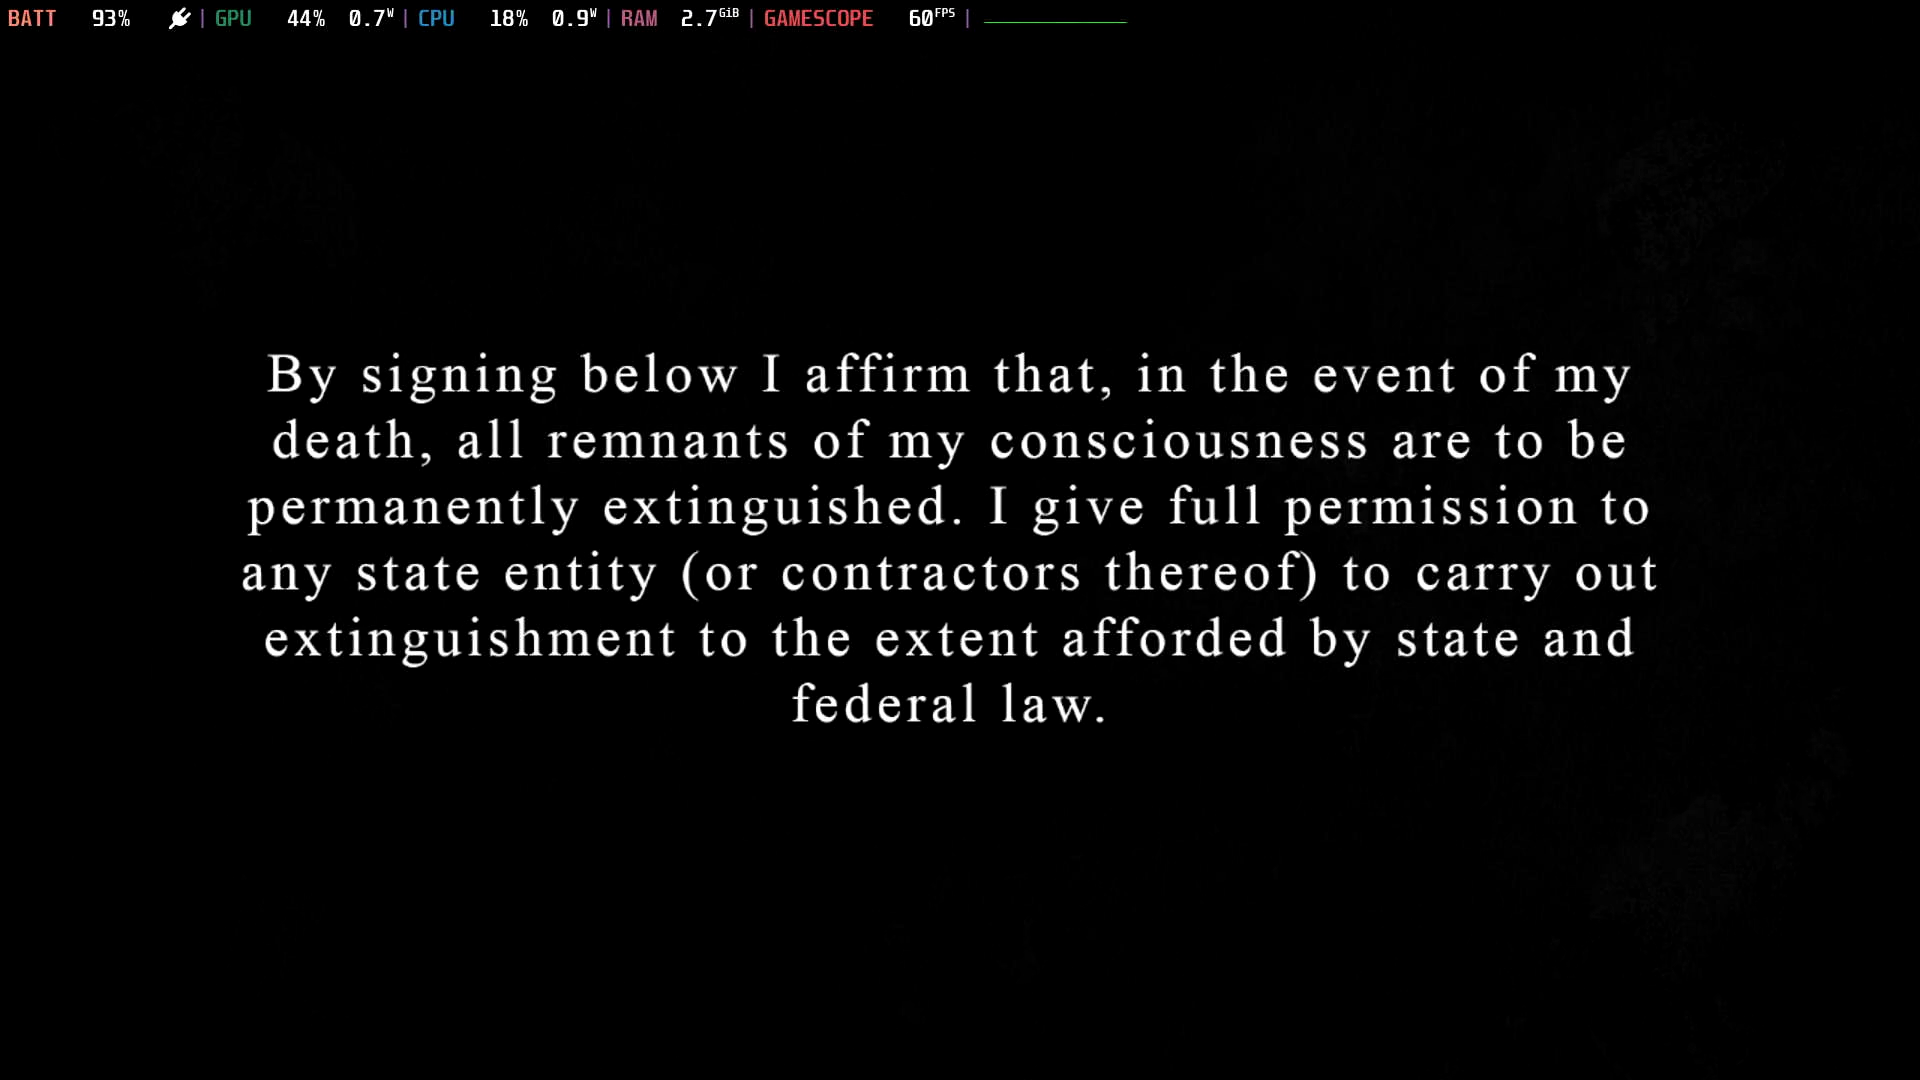 BATT 93% | GPU 44% 0.7W | CPU 18% 0.9W | RAM 2.7GiB | GAMESCOPE 60FPS |
By signing below I affirm that, in the event of my
death, all remnants of my consciousness are to be
permanently extinguished. I give full permission to
any state entity (or contractors thereof) to carry out
extinguishment to the extent afforded by state and
federal law.